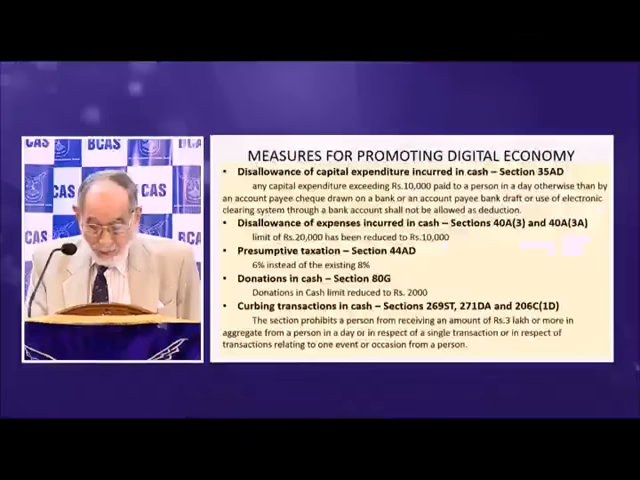 CAS
BCAS
BCAS
MEASURES FOR PROMOTING DIGITAL ECONOMY
• Disallowance of capital expenditure incurred in cash – Section 35AD
any capital expenditure exceeding Rs.10,000 paid to a person in a day otherwise than by
an account payee cheque drawn on a bank or an account payee bank draft or use of electronic
clearing system through a bank account shall not be allowed as deduction.
• Disallowance of expenses incurred in cash – Sections 40A(3) and 40A(3A)
limit of Rs.20,000 has been reduced to Rs.10,000
• Presumptive taxation – Section 44AD
6% instead of the existing 8%
• Donations in cash – Section 80G
Donations in Cash limit reduced to Rs. 2000
• Curbing transactions in cash – Sections 269ST, 271DA and 206C(1D)
The section prohibits a person from receiving an amount of Rs.3 lakh or more in
aggregate from a person in a day or in respect of a single transaction or in respect of
transactions relating to one event or occasion from a person.